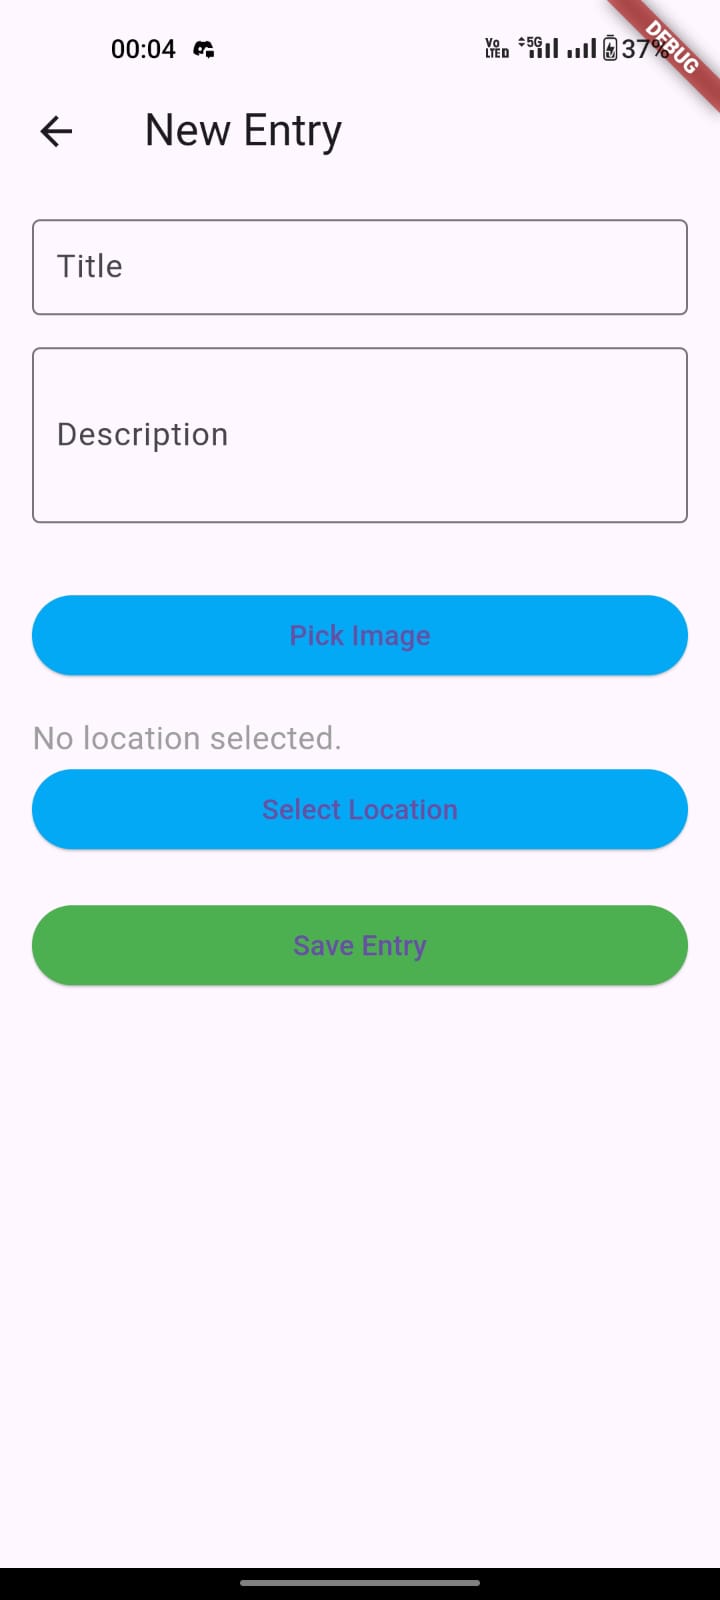 00:04 Vo LTED 5G 37%
DEBUG
New Entry
Title
Description
Pick Image
No location selected.
Select Location
Save Entry